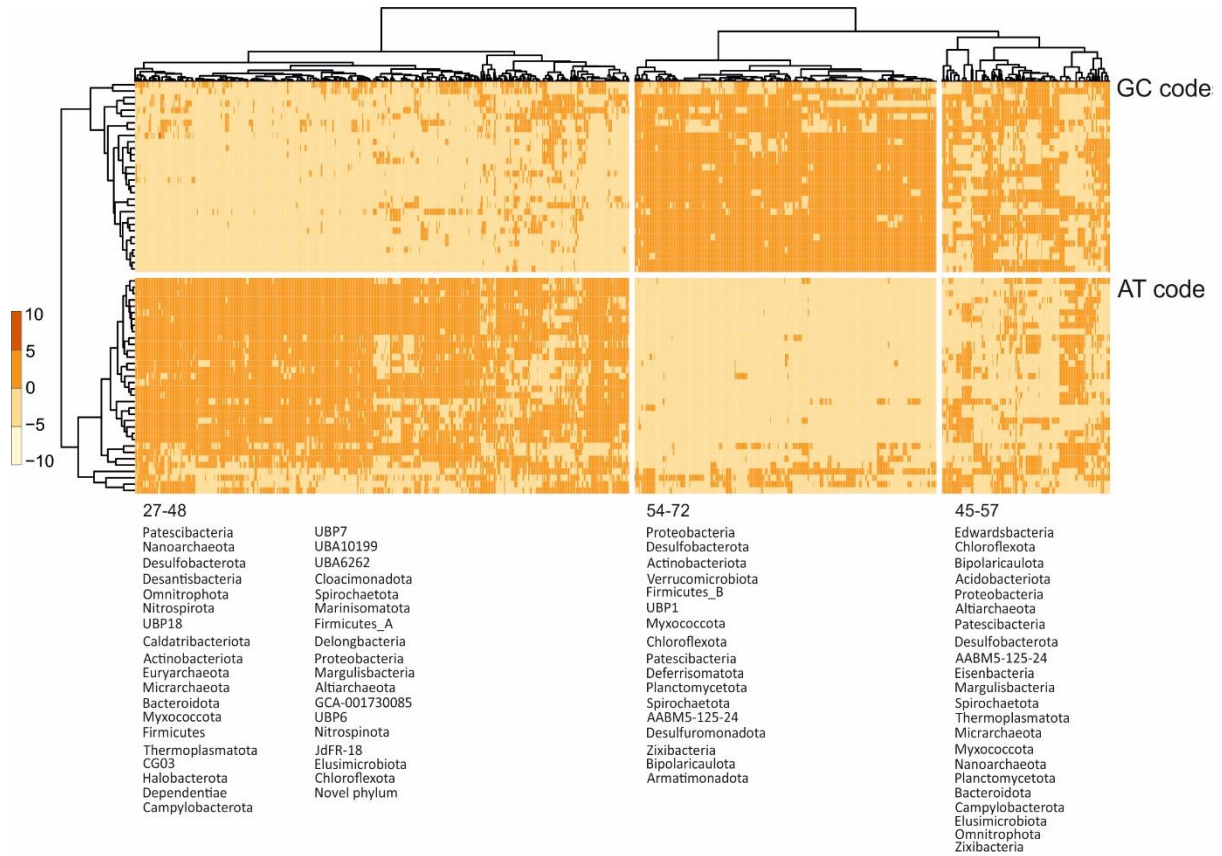 GC codes
AT code
10
5
0
−5
−10
27-48
Patescibacteria
Nanoarchaeota
Desulfobacterota
Desantisbacteria
Omnitrophota
Nitrospirota
UBP18
Caldatribacteriota
Actinobacteriota
Euryarchaeota
Micrarchaeota
Bacteroidota
Myxococcota
Firmicutes
Thermoplasmatota
CG03
Halobacterota
Dependentiae
Campylobacterota
UBP7
UBA10199
UBA6262
Cloacimonadota
Spirochaetota
Marinisomatota
Firmicutes_A
Delongbacteria
Proteobacteria
Margulisbacteria
Altiarchaeota
GCA-001730085
UBP6
Nitrospinota
JdFR-18
Elusimicrobiota
Chloroflexota
Novel phylum
54-72
Proteobacteria
Desulfobacterota
Actinobacteriota
Verrucomicrobiota
Firmicutes_B
UBP1
Myxococcota
Chloroflexota
Patescibacteria
Deferrisomatota
Planctomycetota
Spirochaetota
AABM5-125-24
Desulfuromonadota
Zixibacteria
Bipolaricaulota
Armatimonadota
45-57
Edwardsbacteria
Chloroflexota
Bipolaricaulota
Acidobacteriota
Proteobacteria
Altiarchaeota
Patescibacteria
Desulfobacterota
AABM5-125-24
Eisenbacteria
Margulisbacteria
Spirochaetota
Thermoplasmatota
Micrarchaeota
Myxococcota
Nanoarchaeota
Planctomycetota
Bacteroidota
Campylobacterota
Elusimicrobiota
Omnitrophota
Zixibacteria